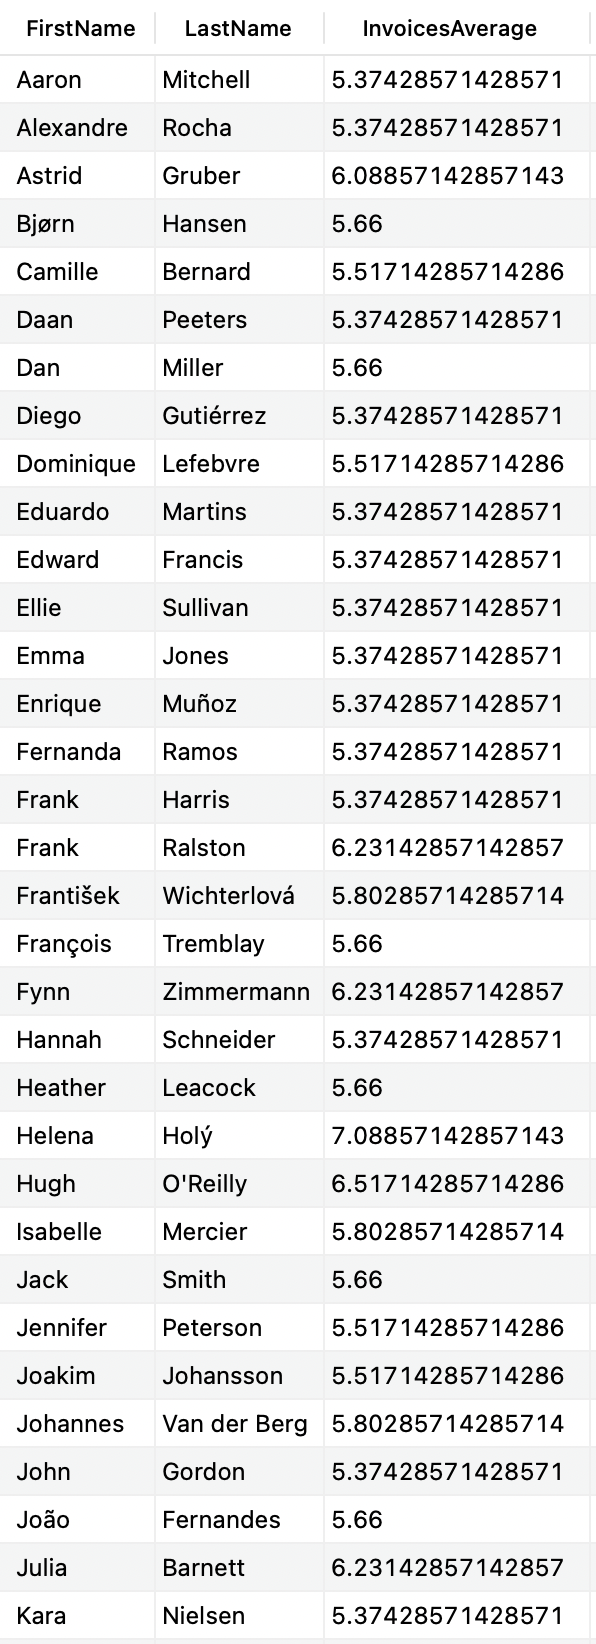 FirstName LastName InvoicesAverage
Aaron Mitchell 5.37428571428571
Alexandre Rocha 5.37428571428571
Astrid Gruber 6.08857142857143
Bjørn Hansen 5.66
Camille Bernard 5.51714285714286
Daan Peeters 5.37428571428571
Dan Miller 5.66
Diego Gutiérrez 5.37428571428571
Dominique Lefebvre 5.51714285714286
Eduardo Martins 5.37428571428571
Edward Francis 5.37428571428571
Ellie Sullivan 5.37428571428571
Emma Jones 5.37428571428571
Enrique Muñoz 5.37428571428571
Fernanda Ramos 5.37428571428571
Frank Harris 5.37428571428571
Frank Ralston 6.23142857142857
František Wichterlová 5.80285714285714
François Tremblay 5.66
Fynn Zimmermann 6.23142857142857
Hannah Schneider 5.37428571428571
Heather Leacock 5.66
Helena Holý 7.08857142857143
Hugh O'Reilly 6.51714285714286
Isabelle Mercier 5.80285714285714
Jack Smith 5.66
Jennifer Peterson 5.51714285714286
Joakim Johansson 5.51714285714286
Johannes Van der Berg 5.80285714285714
John Gordon 5.37428571428571
João Fernandes 5.66
Julia Barnett 6.23142857142857
Kara Nielsen 5.37428571428571